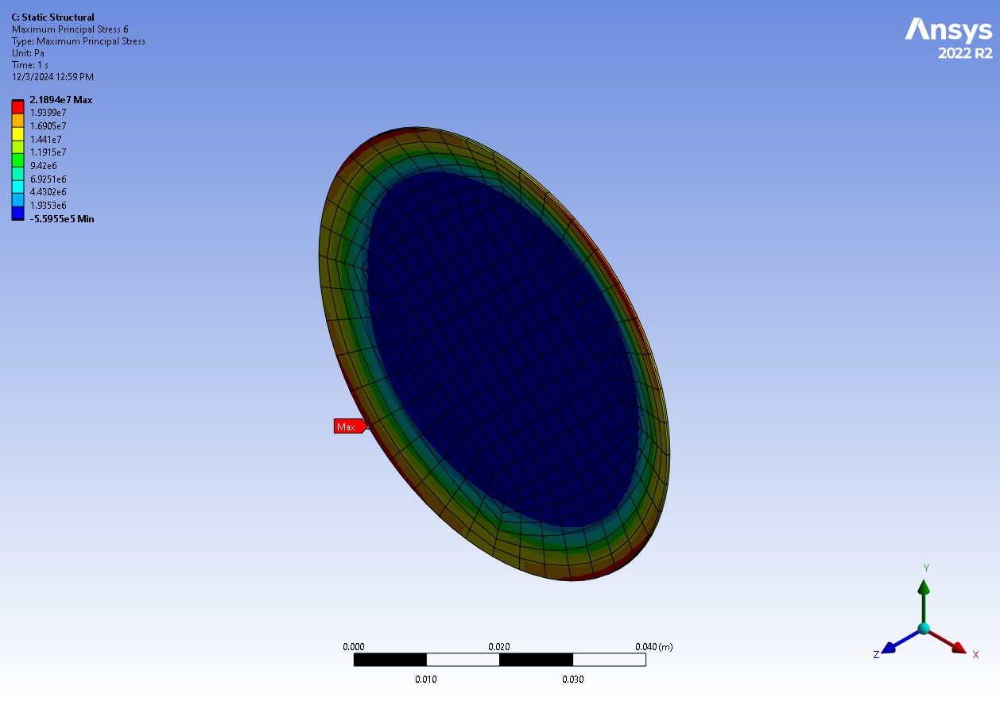 C: Static Structural
Maximum Principal Stress 6
Type: Maximum Principal Stress
Unit: Pa
Time: 1 s
12/3/2024 12:59 PM
2.1894e7 Max
1.9399e7
1.6905e7
1.441e7
1.1915e7
9.42e6
6.9251e6
4.4302e6
1.9353e6
-5.5955e5 Min
Ansys
2022 R2
Max
0.000
0.020
0.040 (m)
0.010
0.030
Y
Z
X